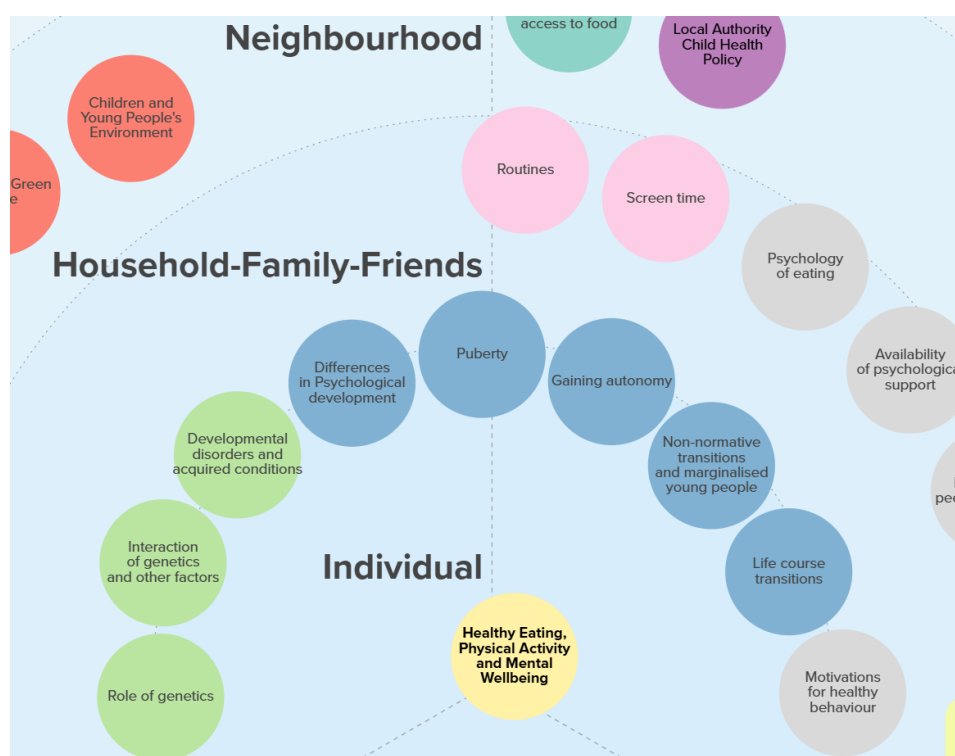 Neighbourhood
access to food
Local Authority
Child Health
Policy
Children and
Young People's
Environment
Green
Routines
Screen time
Household-Family-Friends
Psychology
of eating
Puberty
Differences
in Psychological
development
Gaining autonomy
Availability
of psychological
support
Developmental
disorders and
acquired conditions
Non-normative
transitions
and marginalised
young people
Interaction
of genetics
and other factors
Individual
Life course
transitions
Healthy Eating,
Physical Activity
and Mental
Wellbeing
Role of genetics
Motivations
for healthy
behaviour